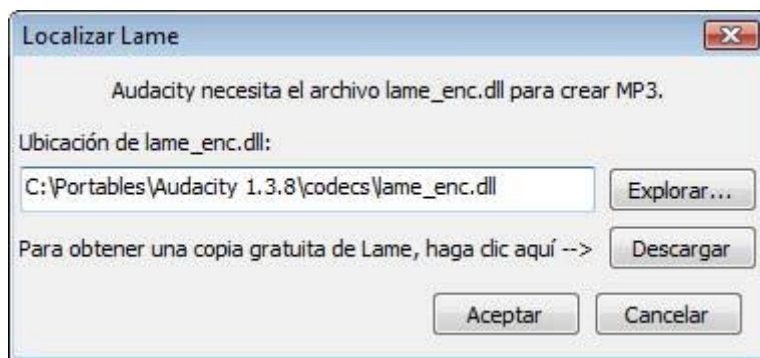 Localizar Lame
Audacity necesita el archivo lame_enc.dll para crear MP3.
Ubicación de lame_enc.dll:
C:\Portables\Audacity 1.3.8\codecs\lame_enc.dll
Explorar...
Para obtener una copia gratuita de Lame, haga clic aquí -->
Descargar
Aceptar
Cancelar